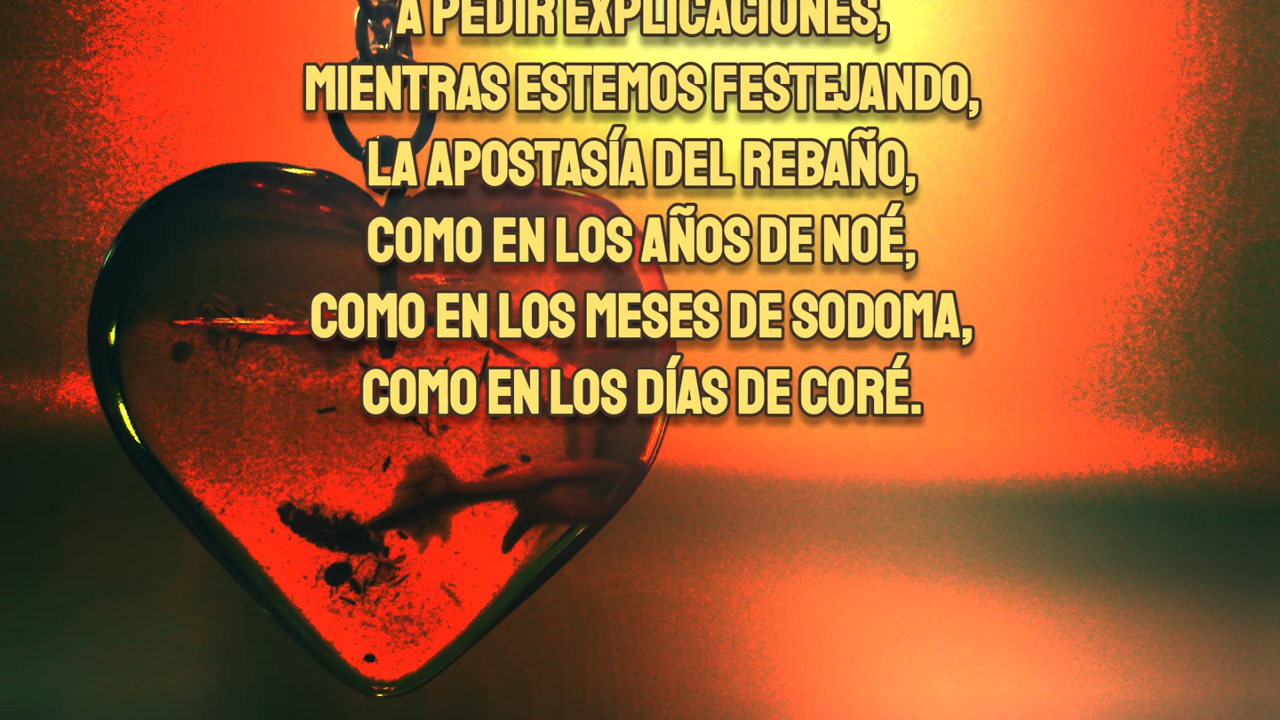 A PEDIR EXPLICACIONES,
MIENTRAS ESTEMOS FESTEJANDO,
LA APOSTASÍA DEL REBAÑO,
COMO EN LOS AÑOS DE NOÉ,
COMO EN LOS MESES DE SODOMA,
COMO EN LOS DÍAS DE CORÉ.